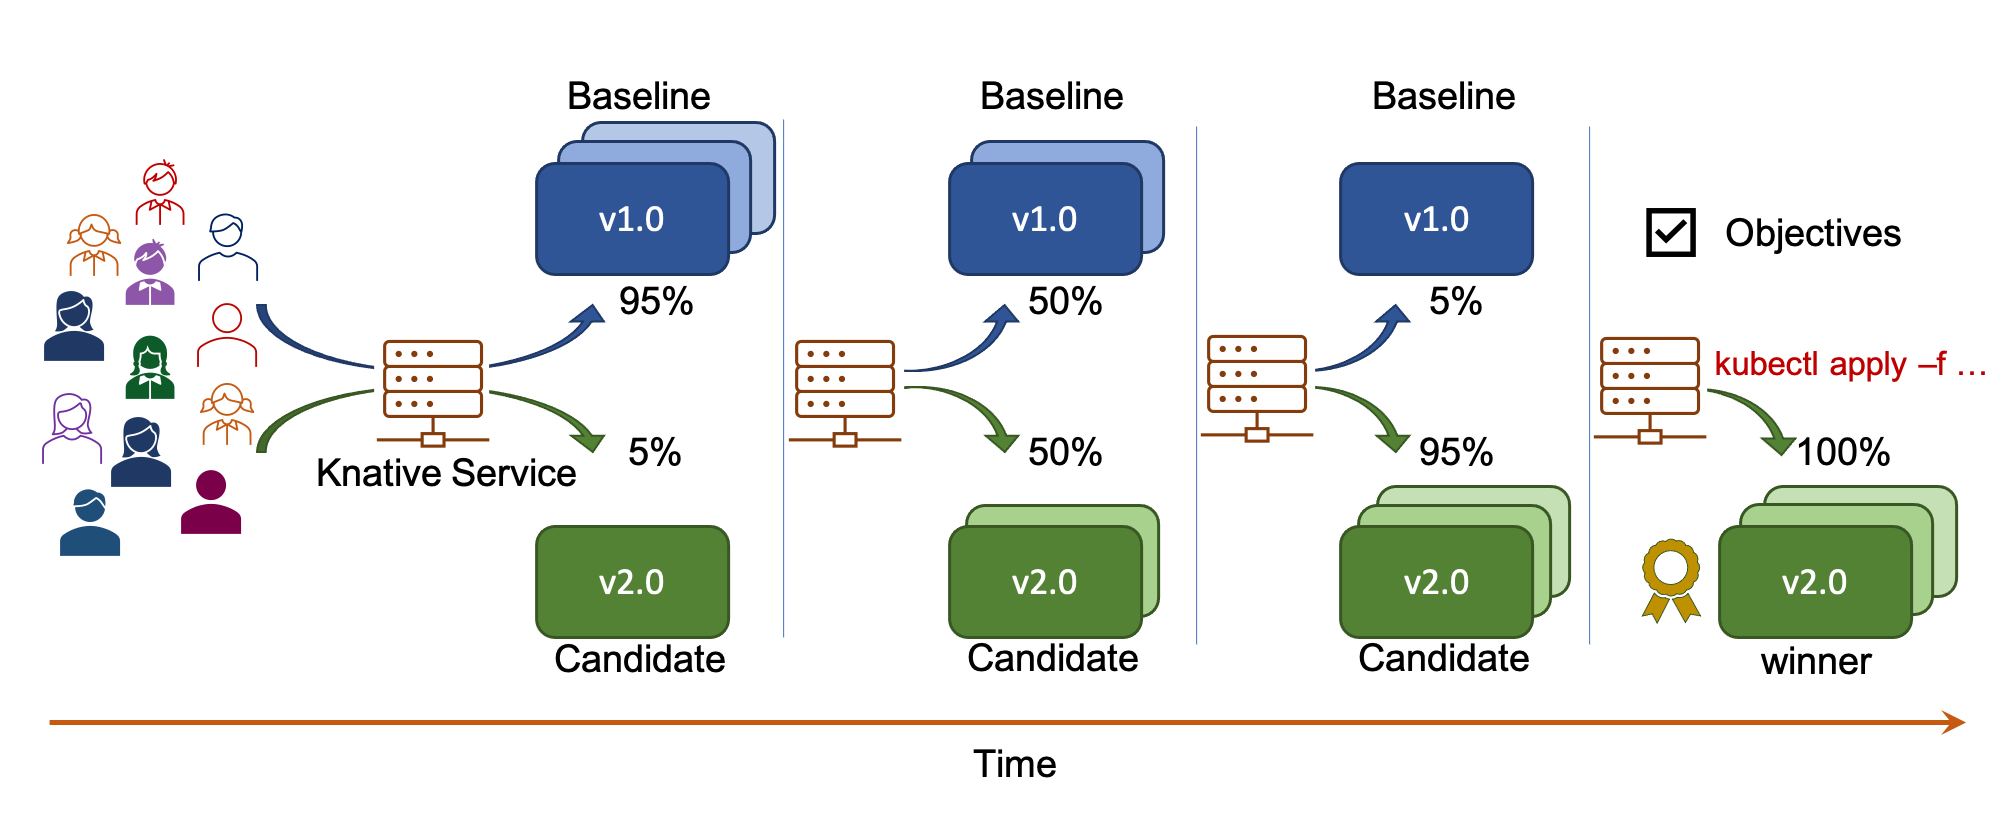 Baseline
v1.0
95%
Knative Service
5%
v2.0
Candidate
Baseline
v1.0
50%
50%
v2.0
Candidate
Baseline
v1.0
5%
95%
v2.0
Candidate
Objectives
kubectl apply –f …
100%
v2.0
winner
Time